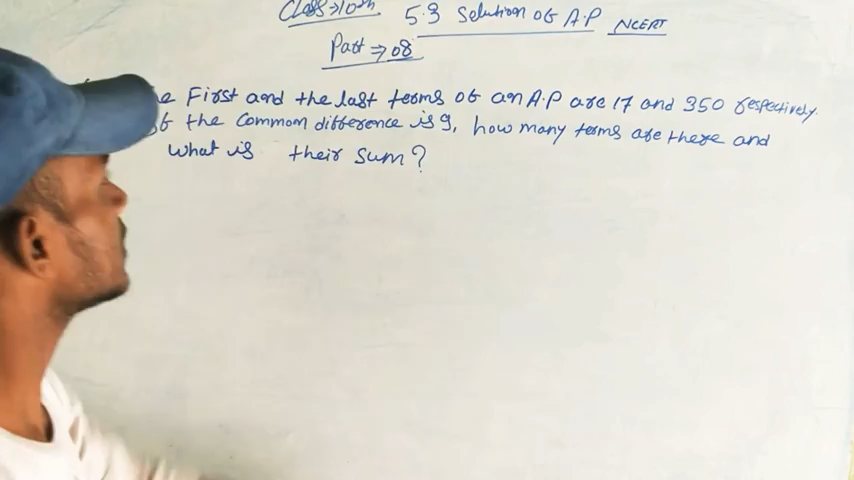 Class⇒10th 5.3 Solution of A.P NCERT
Part ⇒ 08
First and the last terms of an A.P are 17 and 350 respectively.
the common difference is 9, how many terms are there and
what is their sum?